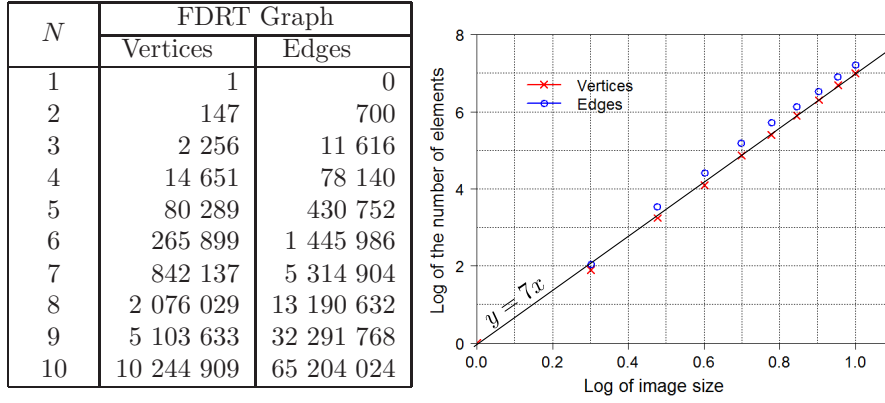 N FDRT Graph
Vertices Edges
1 1 0
2 147 700
3 2 256 11 616
4 14 651 78 140
5 80 289 430 752
6 265 899 1 445 986
7 842 137 5 314 904
8 2 076 029 13 190 632
9 5 103 633 32 291 768
10 10 244 909 65 204 024
Log of the number of elements
8
6
4
2
0
Vertices
Edges
y = 7x
0.0 0.2 0.4 0.6 0.8 1.0
Log of image size